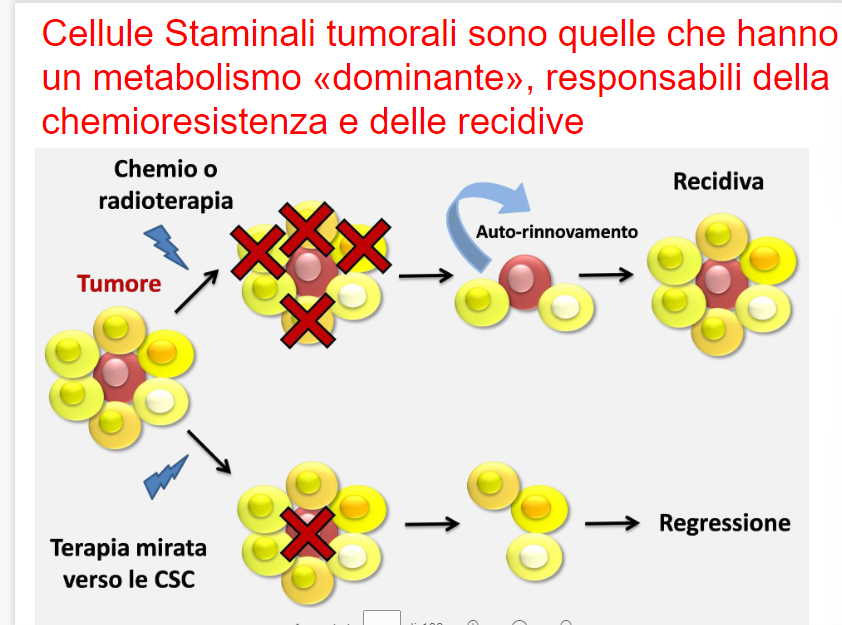 Cellule Staminali tumorali sono quelle che hanno
un metabolismo «dominante», responsabili della
chemioresistenza e delle recidive
Chemio o
radioterapia
Recidiva
Auto-rinnovamento
Tumore
Terapia mirata
verso le CSC
Regressione